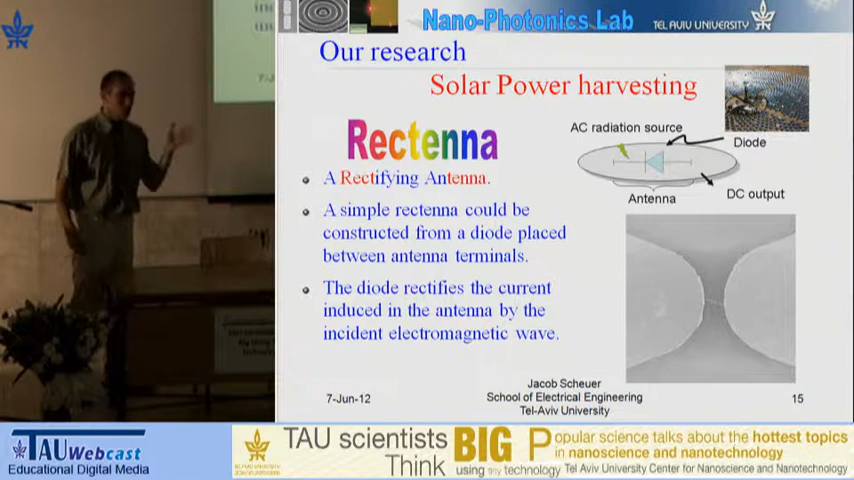 Nano-Photonics Lab
TEL AVIV UNIVERSITY
Our research
Solar Power harvesting
Rectenna
AC radiation source
Diode
Antenna
DC output
A Rectifying Antenna.
A simple rectenna could be
constructed from a diode placed
between antenna terminals.
The diode rectifies the current
induced in the antenna by the
incident electromagnetic wave.
7-Jun-12
Jacob Scheuer
School of Electrical Engineering
Tel-Aviv University
15
TAU Webcast
Educational Digital Media
TAU scientists
Think
BIG
using tiny technology
Popular science talks about the hottest topics
in nanoscience and nanotechnology
Tel Aviv University Center for Nanoscience and Nanotechnology